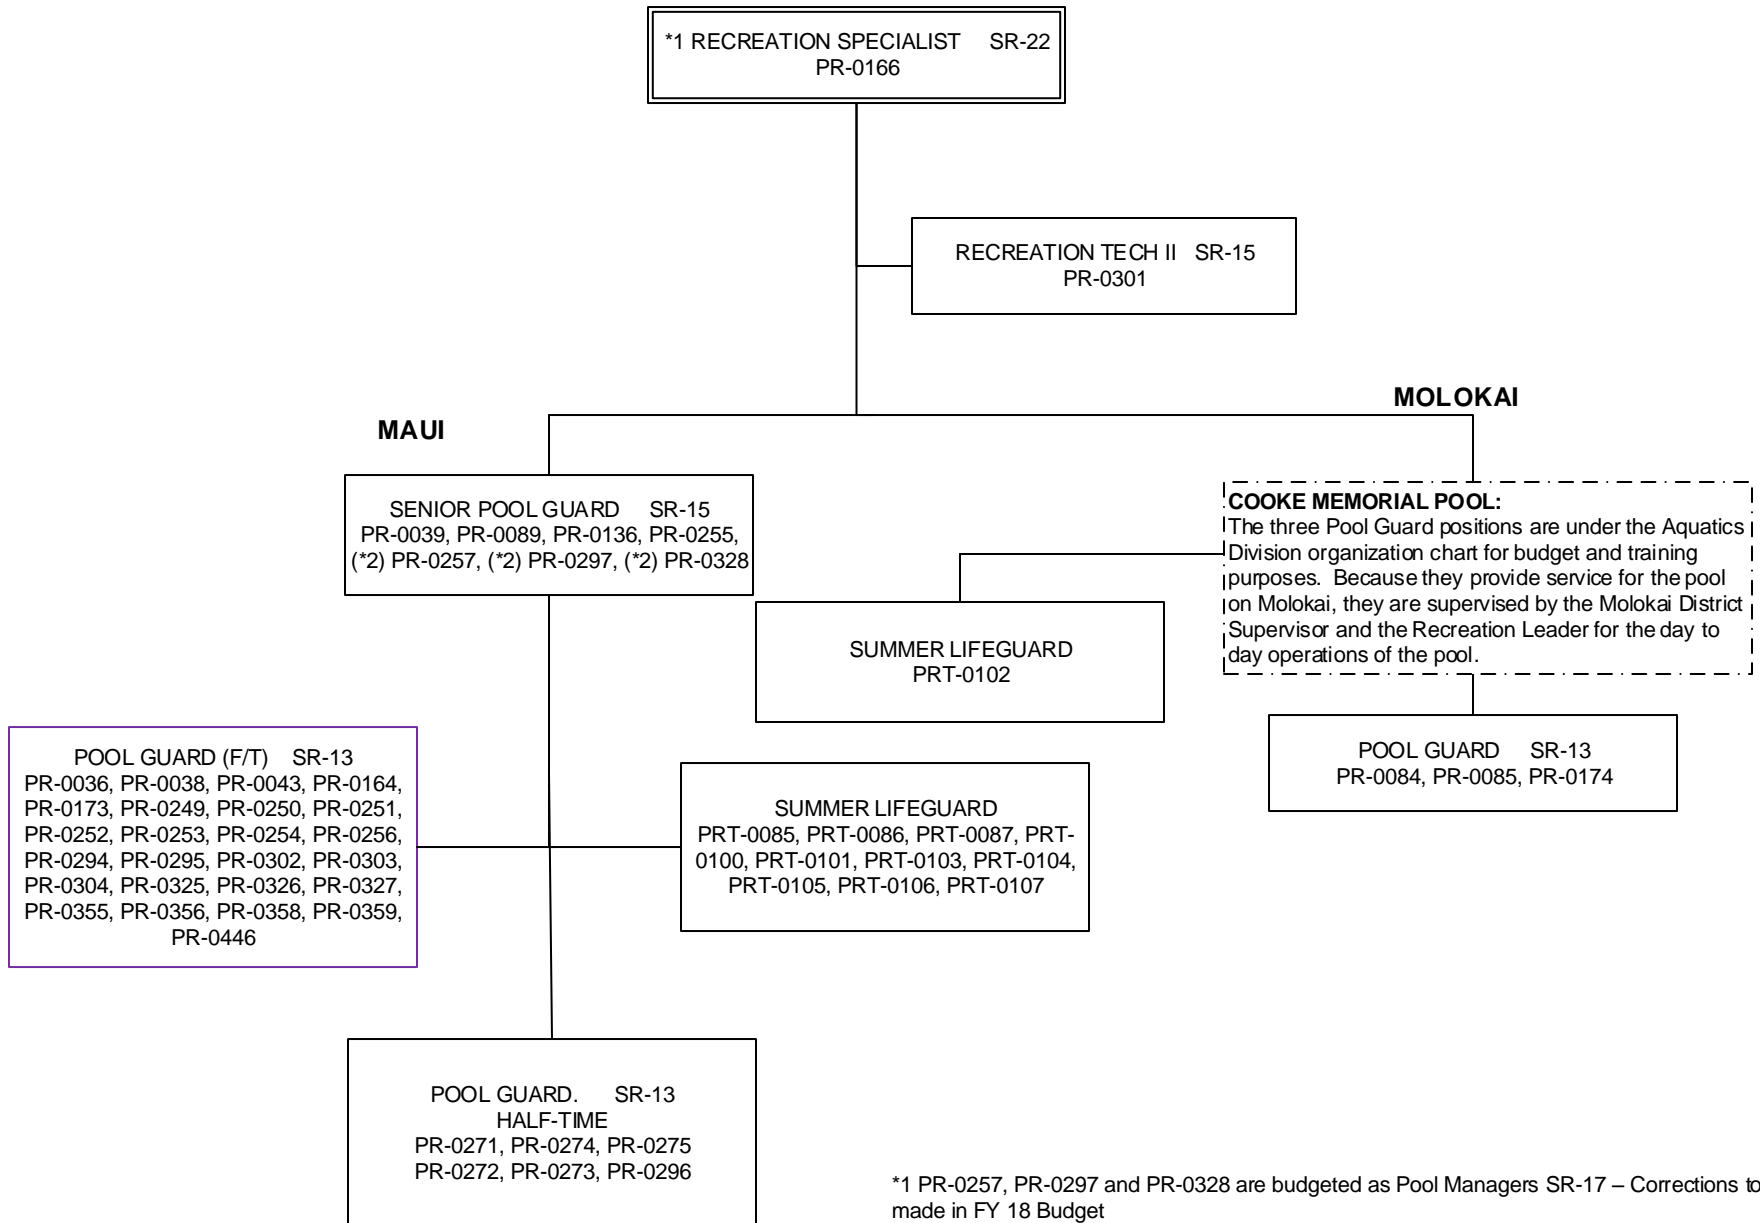 *1 RECREATION SPECIALIST SR-22
PR-0166
RECREATION TECH II SR-15
PR-0301
MAUI
MOLOKAI
SENIOR POOL GUARD SR-15
PR-0039, PR-0089, PR-0136, PR-0255,
(*2) PR-0257, (*2) PR-0297, (*2) PR-0328
COOKE MEMORIAL POOL:
The three Pool Guard positions are under the Aquatics
Division organization chart for budget and training
purposes. Because they provide service for the pool
on Molokai, they are supervised by the Molokai District
Supervisor and the Recreation Leader for the day to
day operations of the pool.
SUMMER LIFEGUARD
PRT-0102
POOL GUARD (F/T) SR-13
PR-0036, PR-0038, PR-0043, PR-0164,
PR-0173, PR-0249, PR-0250, PR-0251,
PR-0252, PR-0253, PR-0254, PR-0256,
PR-0294, PR-0295, PR-0302, PR-0303,
PR-0304, PR-0325, PR-0326, PR-0327,
PR-0355, PR-0356, PR-0358, PR-0359,
PR-0446
SUMMER LIFEGUARD
PRT-0085, PRT-0086, PRT-0087, PRT-
0100, PRT-0101, PRT-0103, PRT-0104,
PRT-0105, PRT-0106, PRT-0107
POOL GUARD SR-13
PR-0084, PR-0085, PR-0174
POOL GUARD. SR-13
HALF-TIME
PR-0271, PR-0274, PR-0275
PR-0272, PR-0273, PR-0296
*1 PR-0257, PR-0297 and PR-0328 are budgeted as Pool Managers SR-17 – Corrections to
made in FY 18 Budget